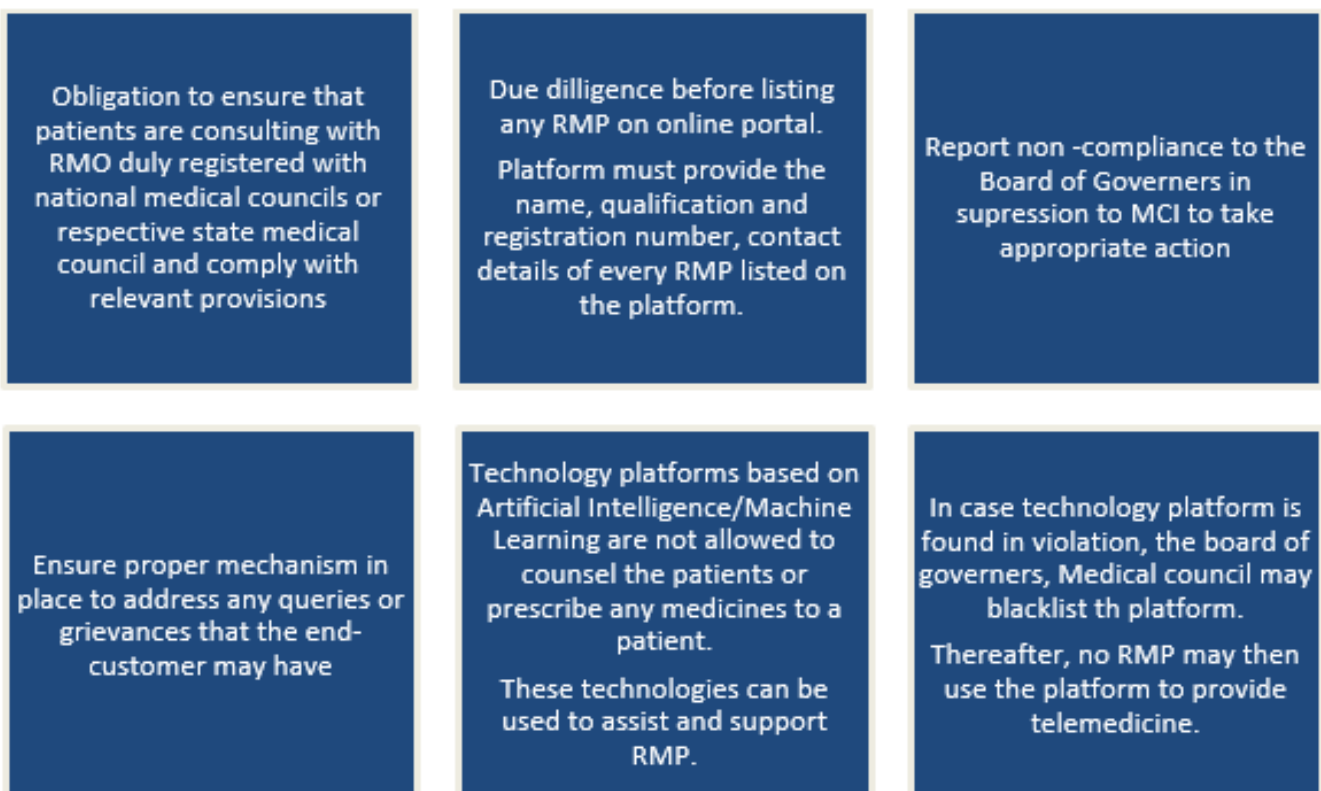 Obligation to ensure that
patients are consulting with
RMO duly registered with
national medical councils or
respective state medical
council and comply with
relevant provisions
Due dilligence before listing
any RMP on online portal.
Platform must provide the
name, qualification and
registration number, contact
details of every RMP listed on
the platform.
Report non -compliance to the
Board of Governers in
supression to MCI to take
appropriate action
Ensure proper mechanism in
place to address any queries or
grievances that the end-
customer may have
Technology platforms based on
Artificial Intelligence/Machine
Learning are not allowed to
counsel the patients or
prescribe any medicines to a
patient.
These technologies can be
used to assist and support
RMP.
In case technology platform is
found in violation, the board of
governers, Medical council may
blacklist th platform.
Thereafter, no RMP may then
use the platform to provide
telemedicine.